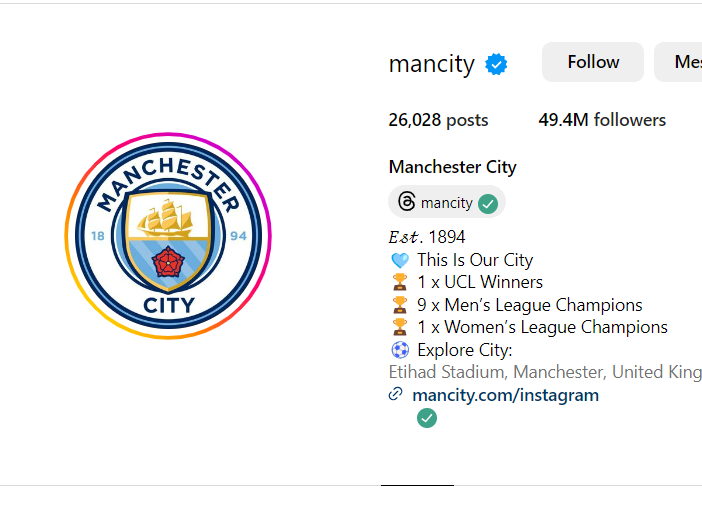 mancity
Follow
Mes
26,028 posts
49.4M followers
Manchester City
mancity
𝐸𝓈𝓉. 1894
🩵 This Is Our City
🏆 1 x UCL Winners
🏆 9 x Men’s League Champions
🏆 1 x Women’s League Champions
⚽ Explore City:
Etihad Stadium, Manchester, United King
mancity.com/instagram
MANCHESTER
18 94
CITY